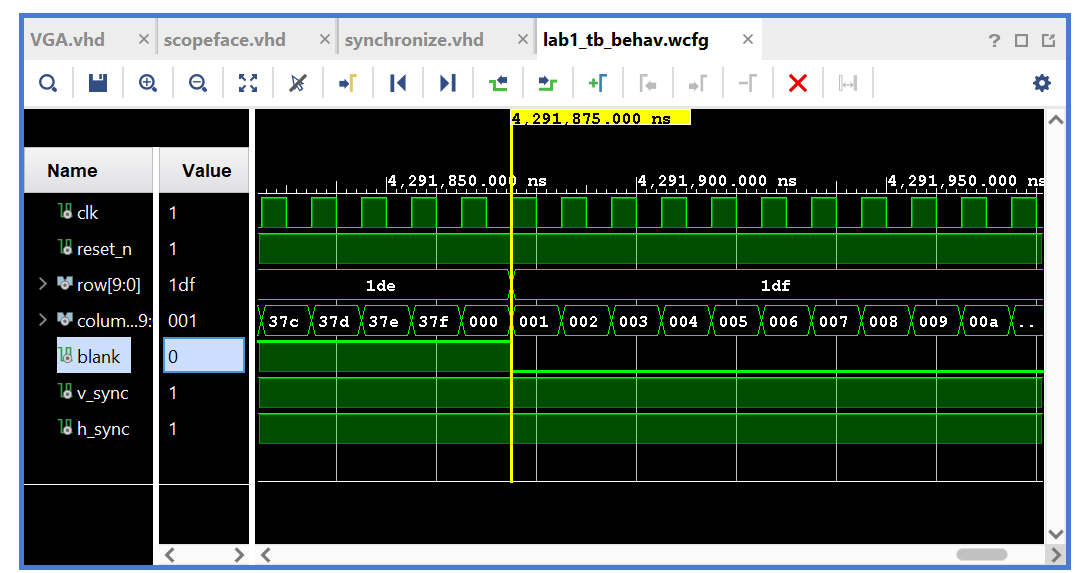 VGA.vhd × scopeface.vhd × synchronize.vhd × lab1_tb_behav.wcfg × ?
4,291,875.000 ns
Name Value
4,291,850.000 ns 4,291,900.000 ns 4,291,950.000 ns
clk 1
reset_n 1
row[9:0] 1df 1de 1df
colum...9: 001 37c 37d 37e 37f 000 001 002 003 004 005 006 007 008 009 00a ..
blank 0
v_sync 1
h_sync 1